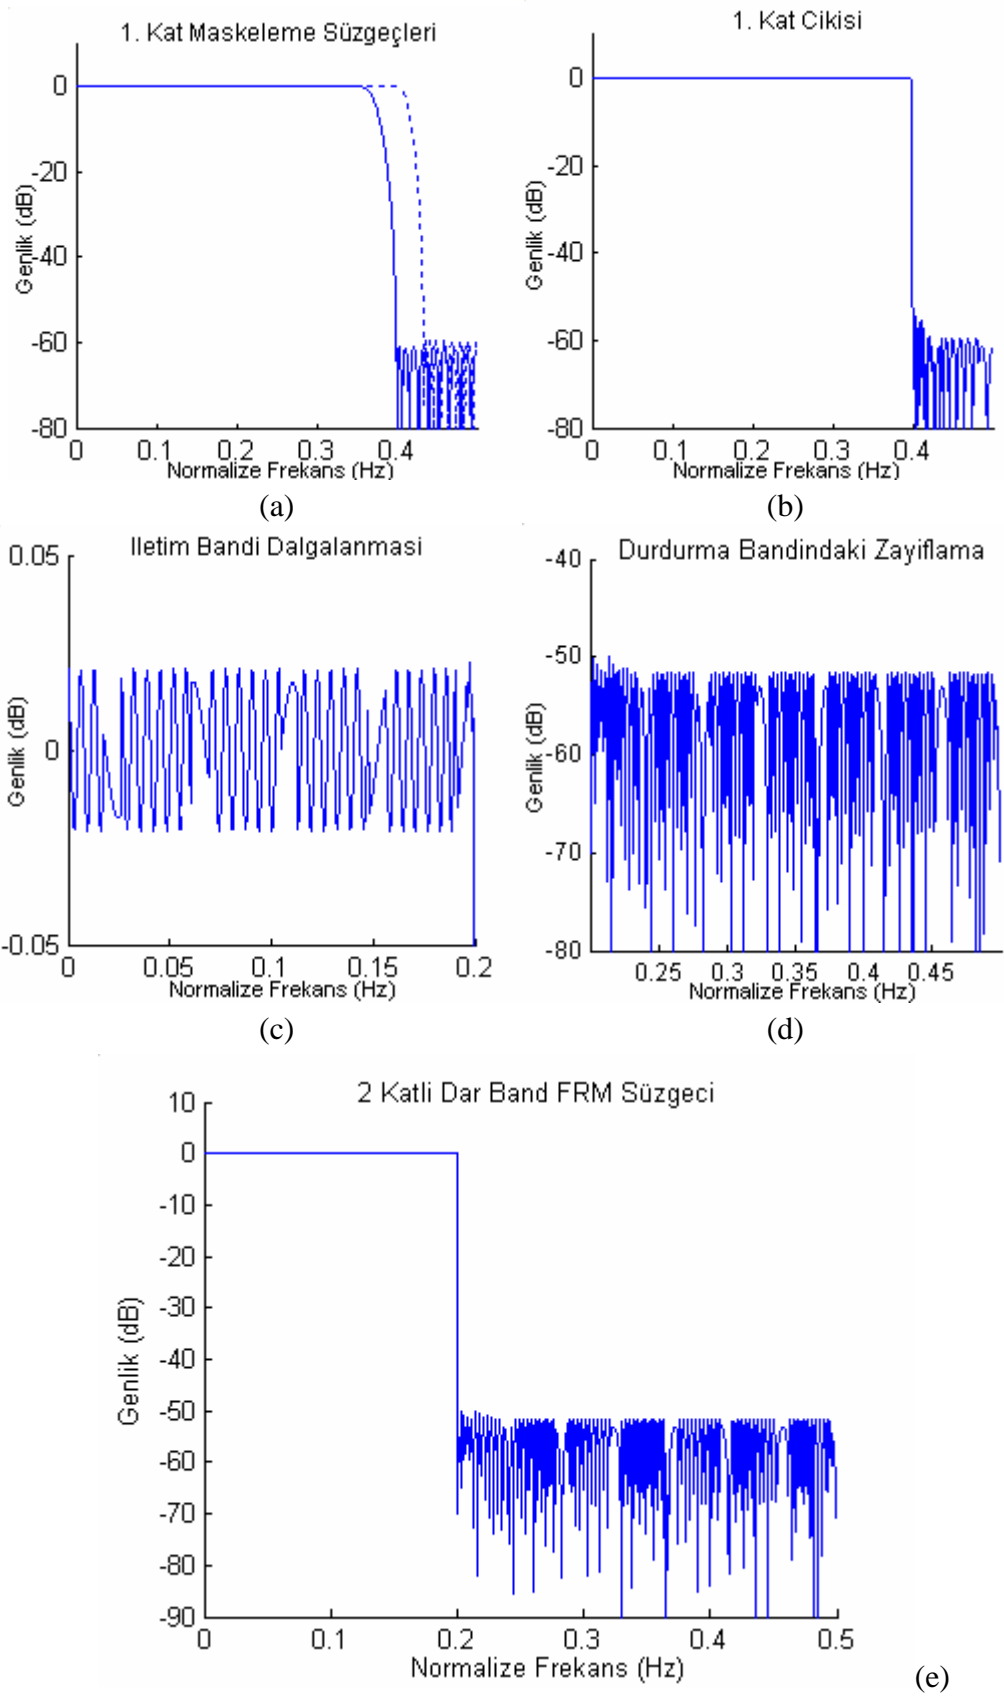 1. Kat Maskeleme Süzgeçleri
0
-20
-40
-60
-80
Genlik (dB)
0
0.1
0.2
0.3
0.4
Normalize Frekans (Hz)
(a)
1. Kat Cikisi
0
-20
-40
-60
-80
Genlik (dB)
0
0.1
0.2
0.3
0.4
Normalize Frekans (Hz)
(b)
Iletim Bandi Dalgalanmasi
0.05
0
-0.05
Genlik (dB)
0
0.05
0.1
0.15
0.2
Normalize Frekans (Hz)
(c)
Durdurma Bandindaki Zayiflama
-40
-50
-60
-70
-80
Genlik (dB)
0.25
0.3
0.35
0.4
0.45
Normalize Frekans (Hz)
(d)
2 Katli Dar Band FRM Süzgeci
10
0
-10
-20
-30
-40
-50
-60
-70
-80
-90
Genlik (dB)
0
0.1
0.2
0.3
0.4
0.5
Normalize Frekans (Hz)
(e)